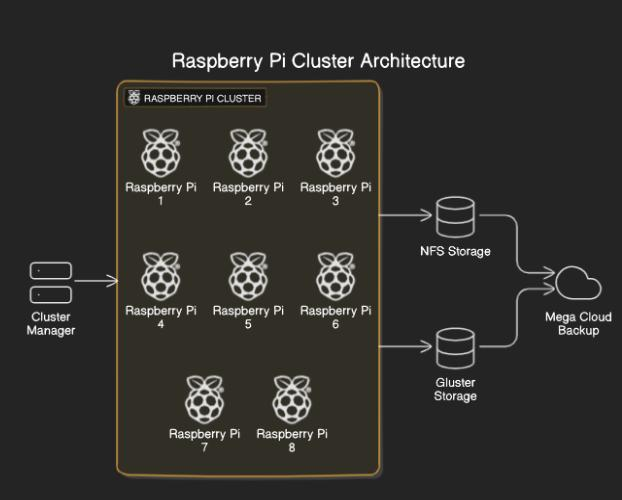 Raspberry Pi Cluster Architecture
RASPBERRY PI CLUSTER
Raspberry Pi
1
Raspberry Pi
2
Raspberry Pi
3
NFS Storage
Cluster
Manager
Raspberry Pi
4
Raspberry Pi
5
Raspberry Pi
6
Mega Cloud
Backup
Gluster
Storage
Raspberry Pi
7
Raspberry Pi
8